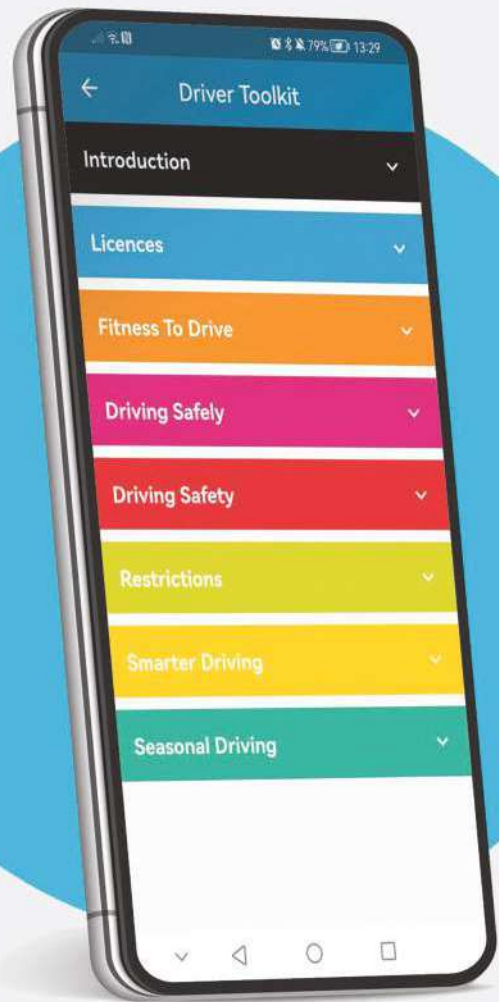 79% 13:29
Driver Toolkit
Introduction
Licences
Fitness To Drive
Driving Safely
Driving Safety
Restrictions
Smarter Driving
Seasonal Driving